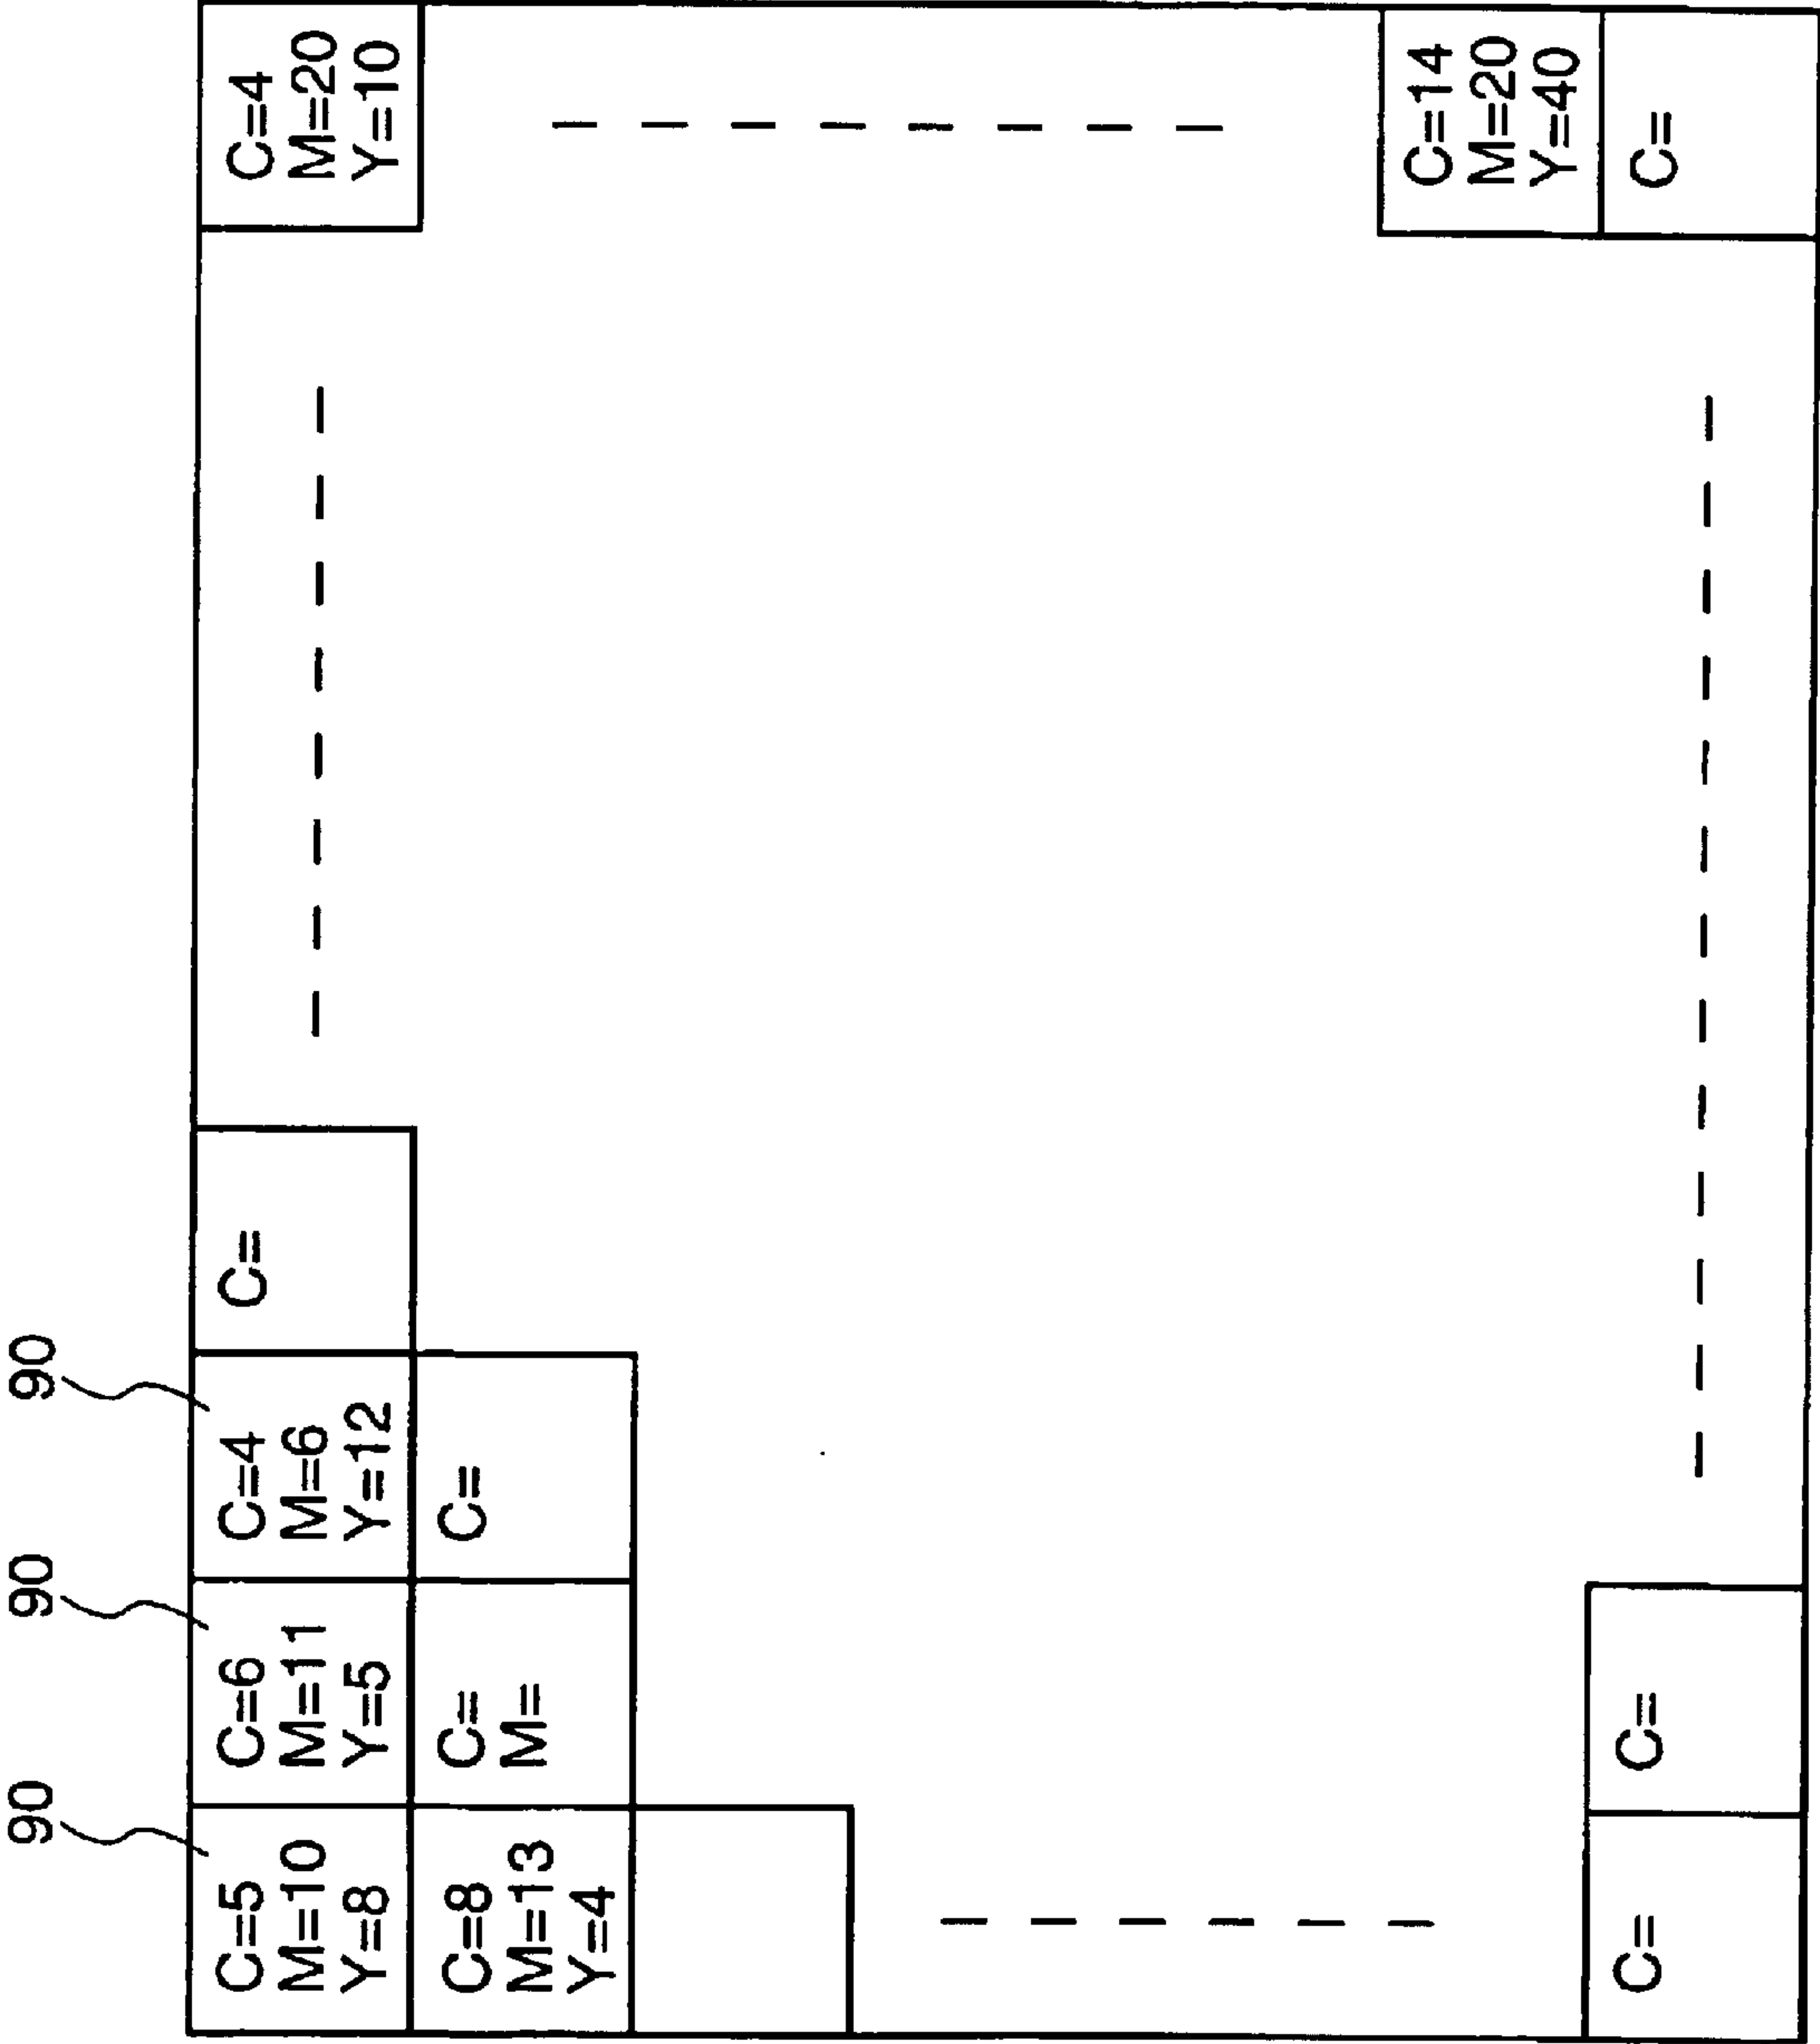 90
90
90
C=5
M=10
Y=8
C=6
M=11
Y=5
C=4
M=6
Y=12
C=
C=4
M=20
Y=10
C=8
M=13
Y=4
C=
M=
C=
C=14
M=20
Y=40
C=
C=
C=